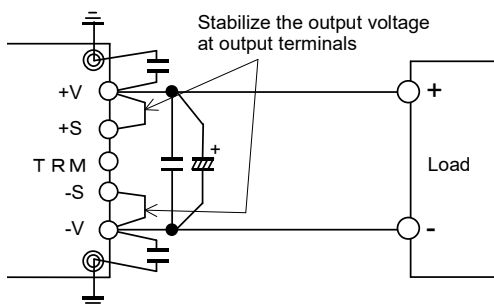 Stabilize the output voltage
at output terminals
+V
+S
TRM
-S
-V
+
+
Load
-